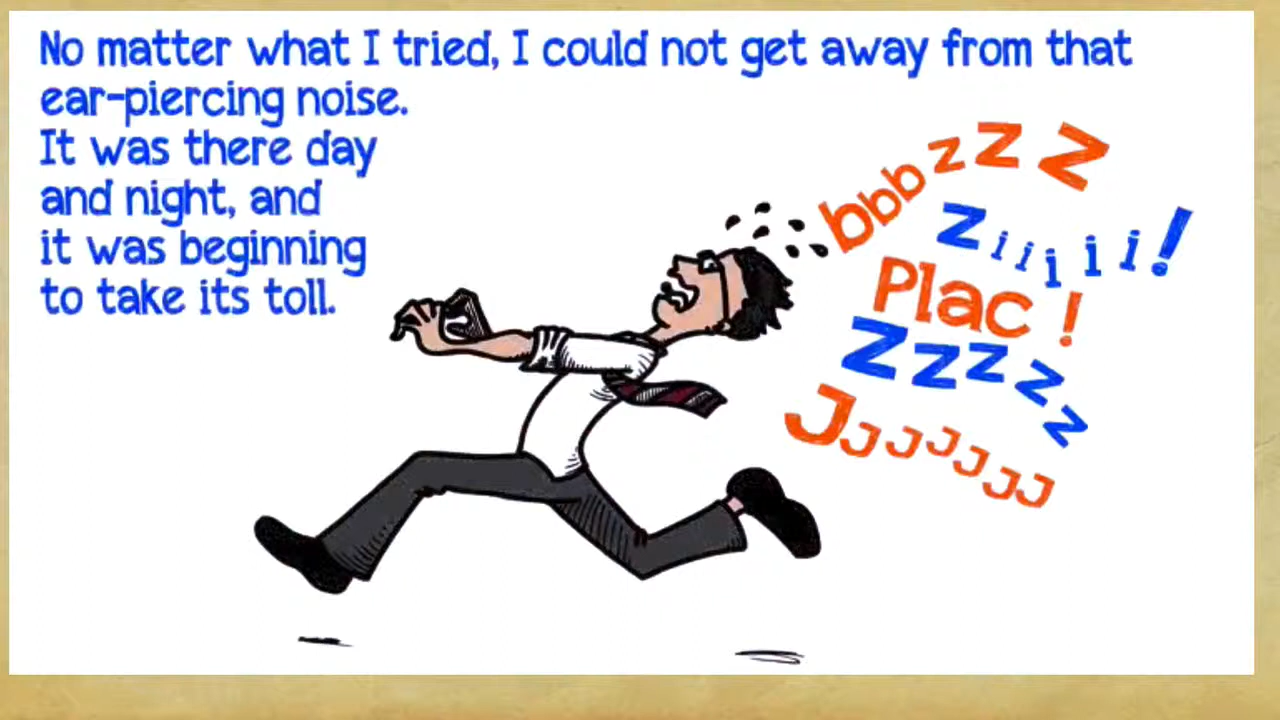 No matter what I tried, I could not get away from that
ear-piercing noise.
It was there day
and night, and
it was beginning
to take its toll.
bbbzzz
Ziiiii!
Plac!
Zzzzz
Jjjjjjj